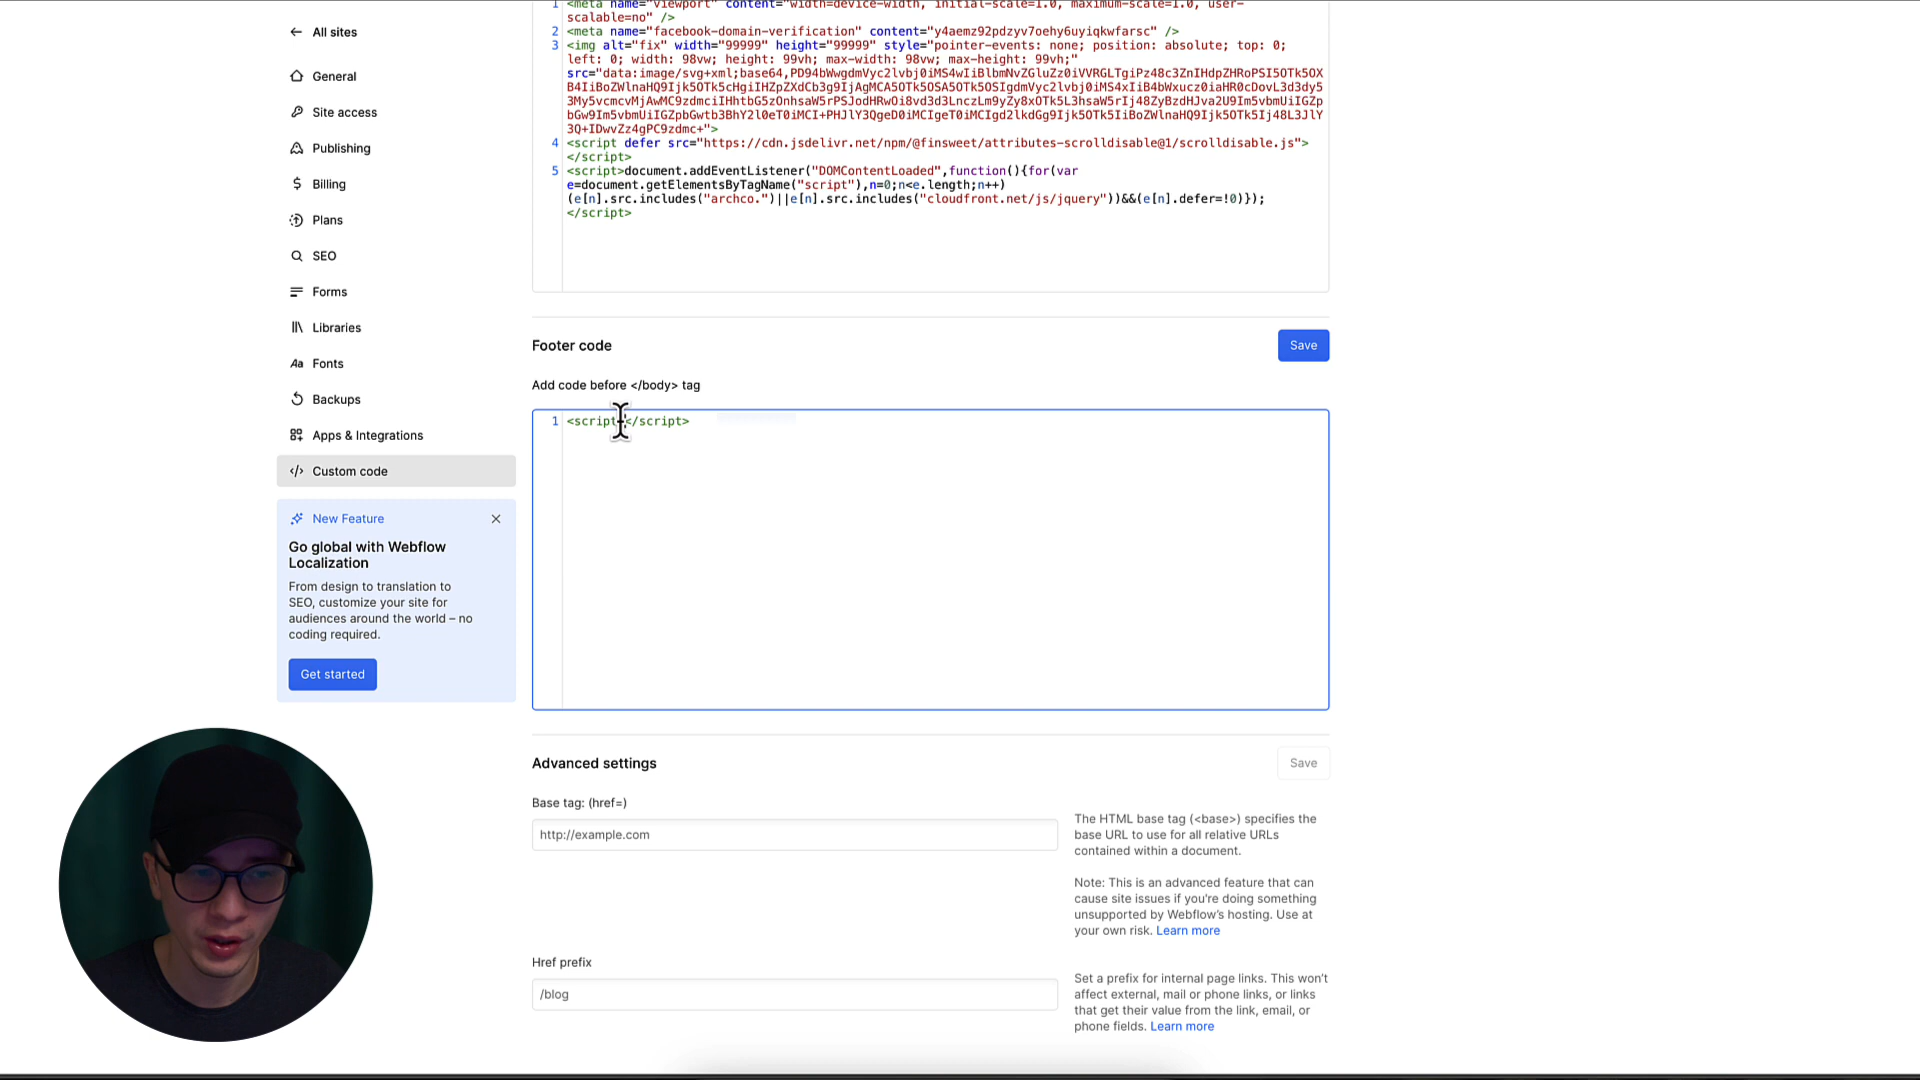 All sites
General
Site access
Publishing
Billing
Plans
SEO
Forms
Libraries
Fonts
Backups
Apps & Integrations
Custom code
New Feature
Go global with Webflow
Localization
From design to translation to
SEO, customize your site for
audiences around the world – no
coding required.
Get started
1 <meta name="viewport" content="width=device-width, initial-scale=1.0, maximum-scale=1.0, user-
scalable=no" />
2 <meta name="facebook-domain-verification" content="y4aemz92pdzyv7oehy6uyiqkwfarsc" />
3 <img alt="fix" width="99999" height="99999" style="pointer-events: none; position: absolute; top: 0;
left: 0; width: 98vw; height: 99vh; max-width: 98vw; max-height: 99vh;"
4 <script defer src="https://cdn.jsdelivr.net/npm/@finsweet/attributes-scrolldisable@1/scrolldisable.js">
</script>
5 <script>document.addEventListener("DOMContentLoaded",function(){for(var
e=document.getElementsByTagName("script"),n=0;n<e.length;n++)
(e[n].src.includes("archco.")||e[n].src.includes("cloudfront.net/js/jquery"))&&(e[n].defer=!0)});
</script>
Footer code
Save
Add code before </body> tag
1 <script></script>
Advanced settings
Save
Base tag: (href=)
http://example.com
The HTML base tag (<base>) specifies the
base URL to use for all relative URLs
contained within a document.
Note: This is an advanced feature that can
cause site issues if you're doing something
unsupported by Webflow's hosting. Use at
your own risk. Learn more
Href prefix
/blog
Set a prefix for internal page links. This won't
affect external, mail or phone links, or links
that get their value from the link, email, or
phone fields. Learn more